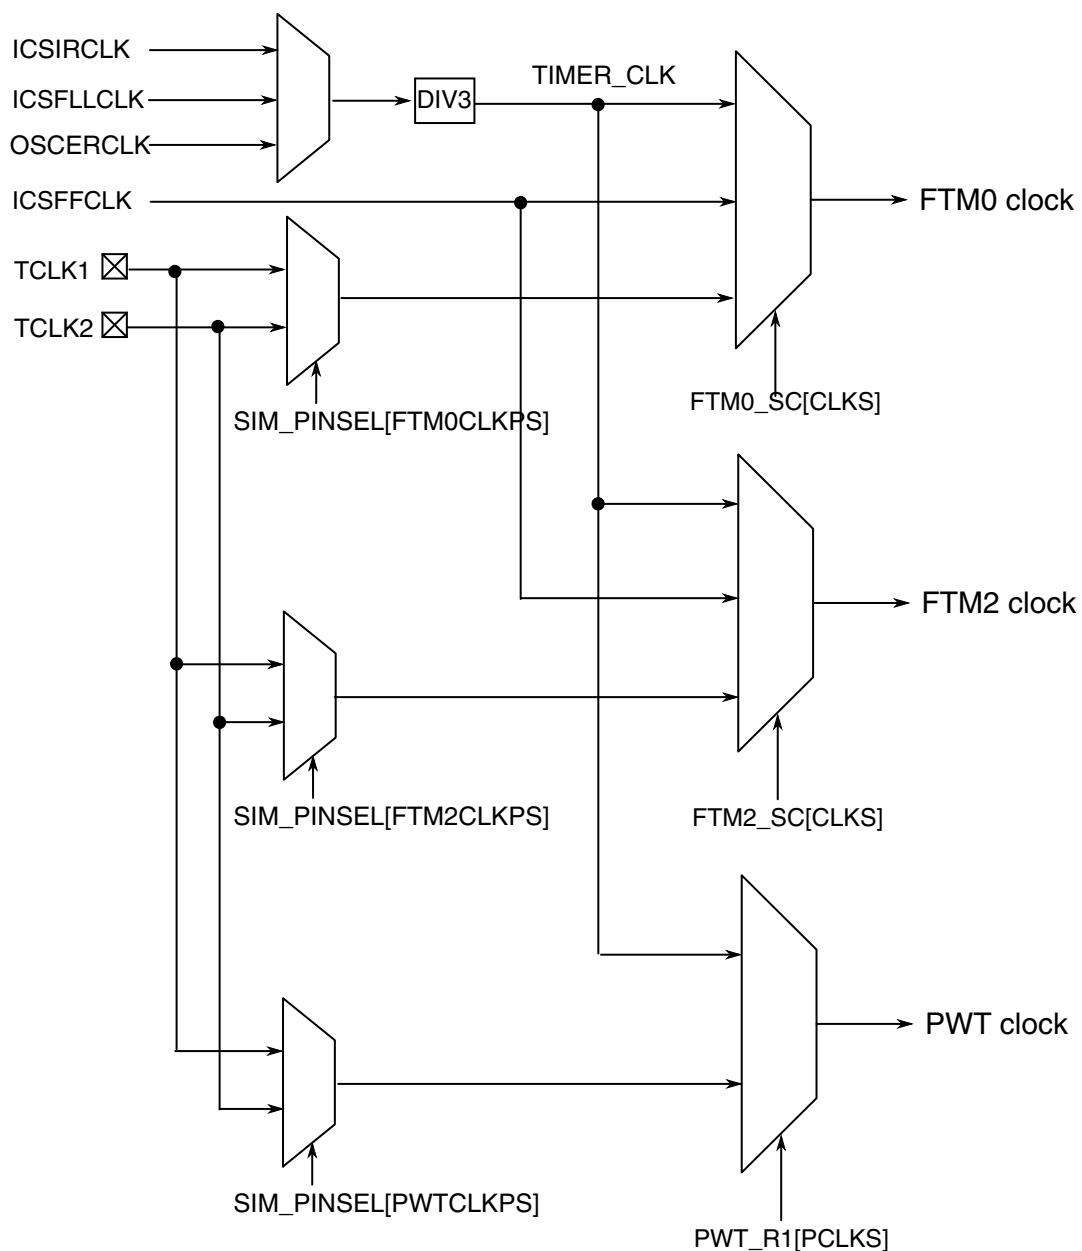 ICSIRCLK
ICSFLLCLK
OSCERCLK
DIV3
TIMER_CLK
ICSFFCLK
FTM0 clock
TCLK1
TCLK2
SIM_PINSEL[FTM0CLKPS]
FTM0_SC[CLKS]
FTM2 clock
SIM_PINSEL[FTM2CLKPS]
FTM2_SC[CLKS]
PWT clock
SIM_PINSEL[PWTCLKPS]
PWT_R1[PCLKS]